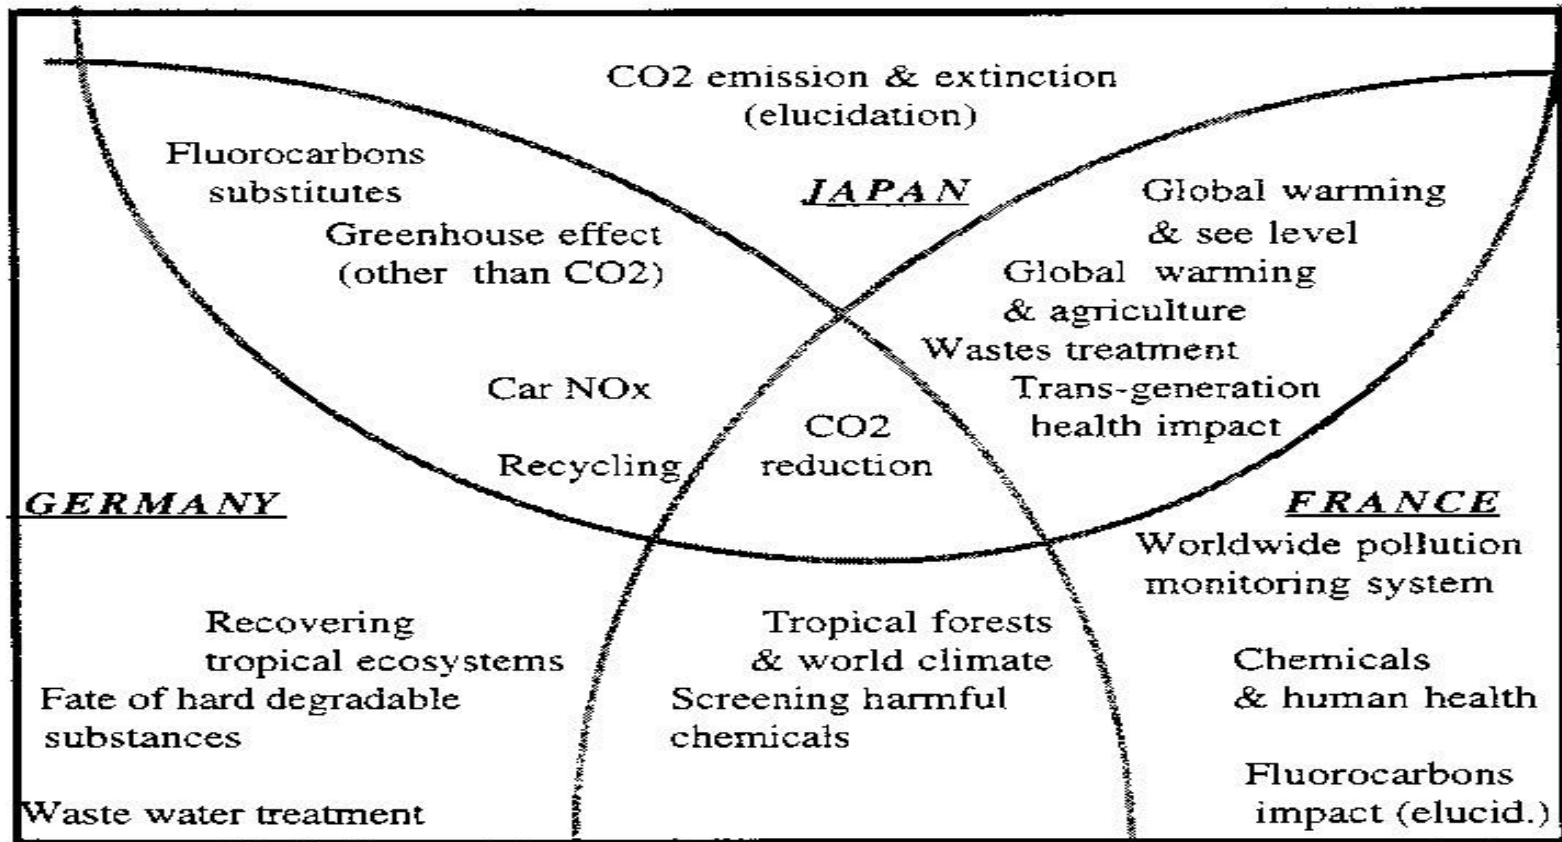 CO2 emission & extinction
(elucidation)
Fluorocarbons
substitutes
JAPAN
Global warming
& see level
Greenhouse effect
(other than CO2)
Global warming
& agriculture
Wastes treatment
Car NOx
Trans-generation
health impact
CO2
reduction
Recycling
GERMANY
FRANCE
Worldwide pollution
monitoring system
Recovering
tropical ecosystems
Tropical forests
& world climate
Chemicals
& human health
Fate of hard degradable
substances
Screening harmful
chemicals
Fluorocarbons
impact (elucid.)
Waste water treatment